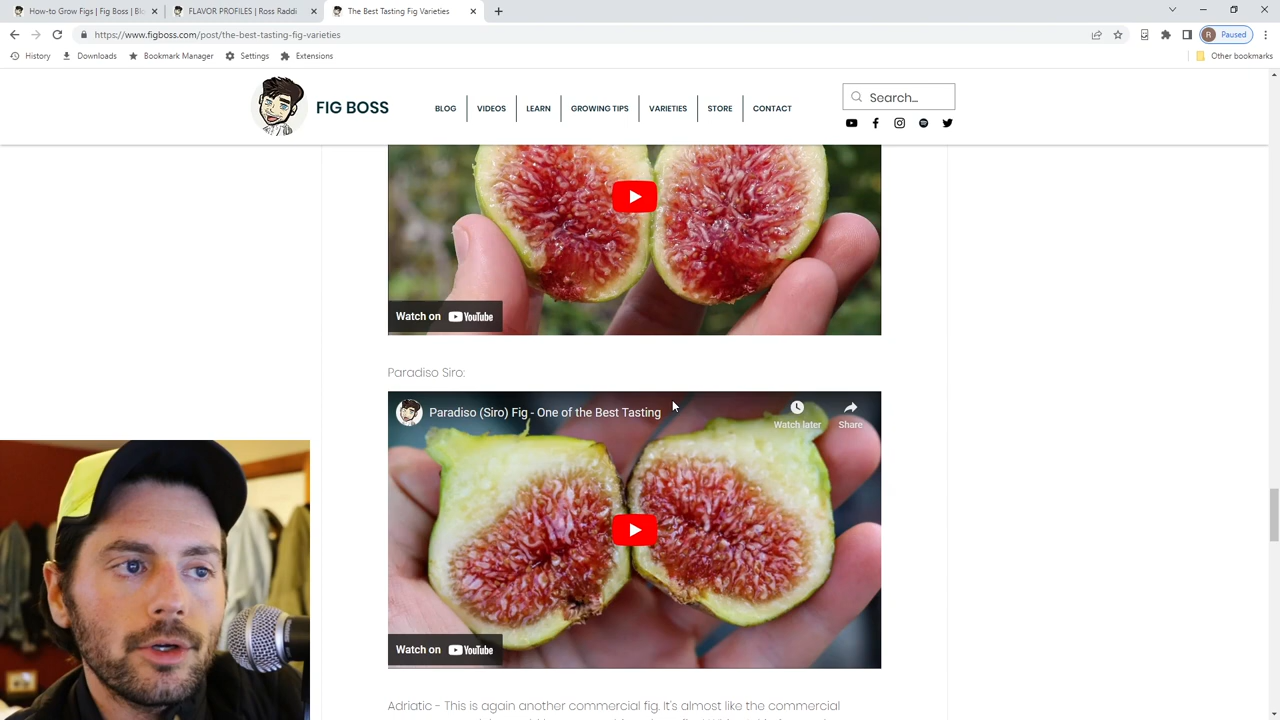 How-to Grow Figs | Fig Boss | Blo
FLAVOR PROFILES | Ross Raddi
The Best Tasting Fig Varieties
https://www.figboss.com/post/the-best-tasting-fig-varieties
R Paused
History Downloads Bookmark Manager Settings Extensions Other bookmarks
FIG BOSS
BLOG VIDEOS LEARN GROWING TIPS VARIETIES STORE CONTACT
Search...
Watch on YouTube
Paradiso Siro:
Paradiso (Siro) Fig - One of the Best Tasting
Watch later Share
Watch on YouTube
Adriatic - This is again another commercial fig. It's almost like the commercial